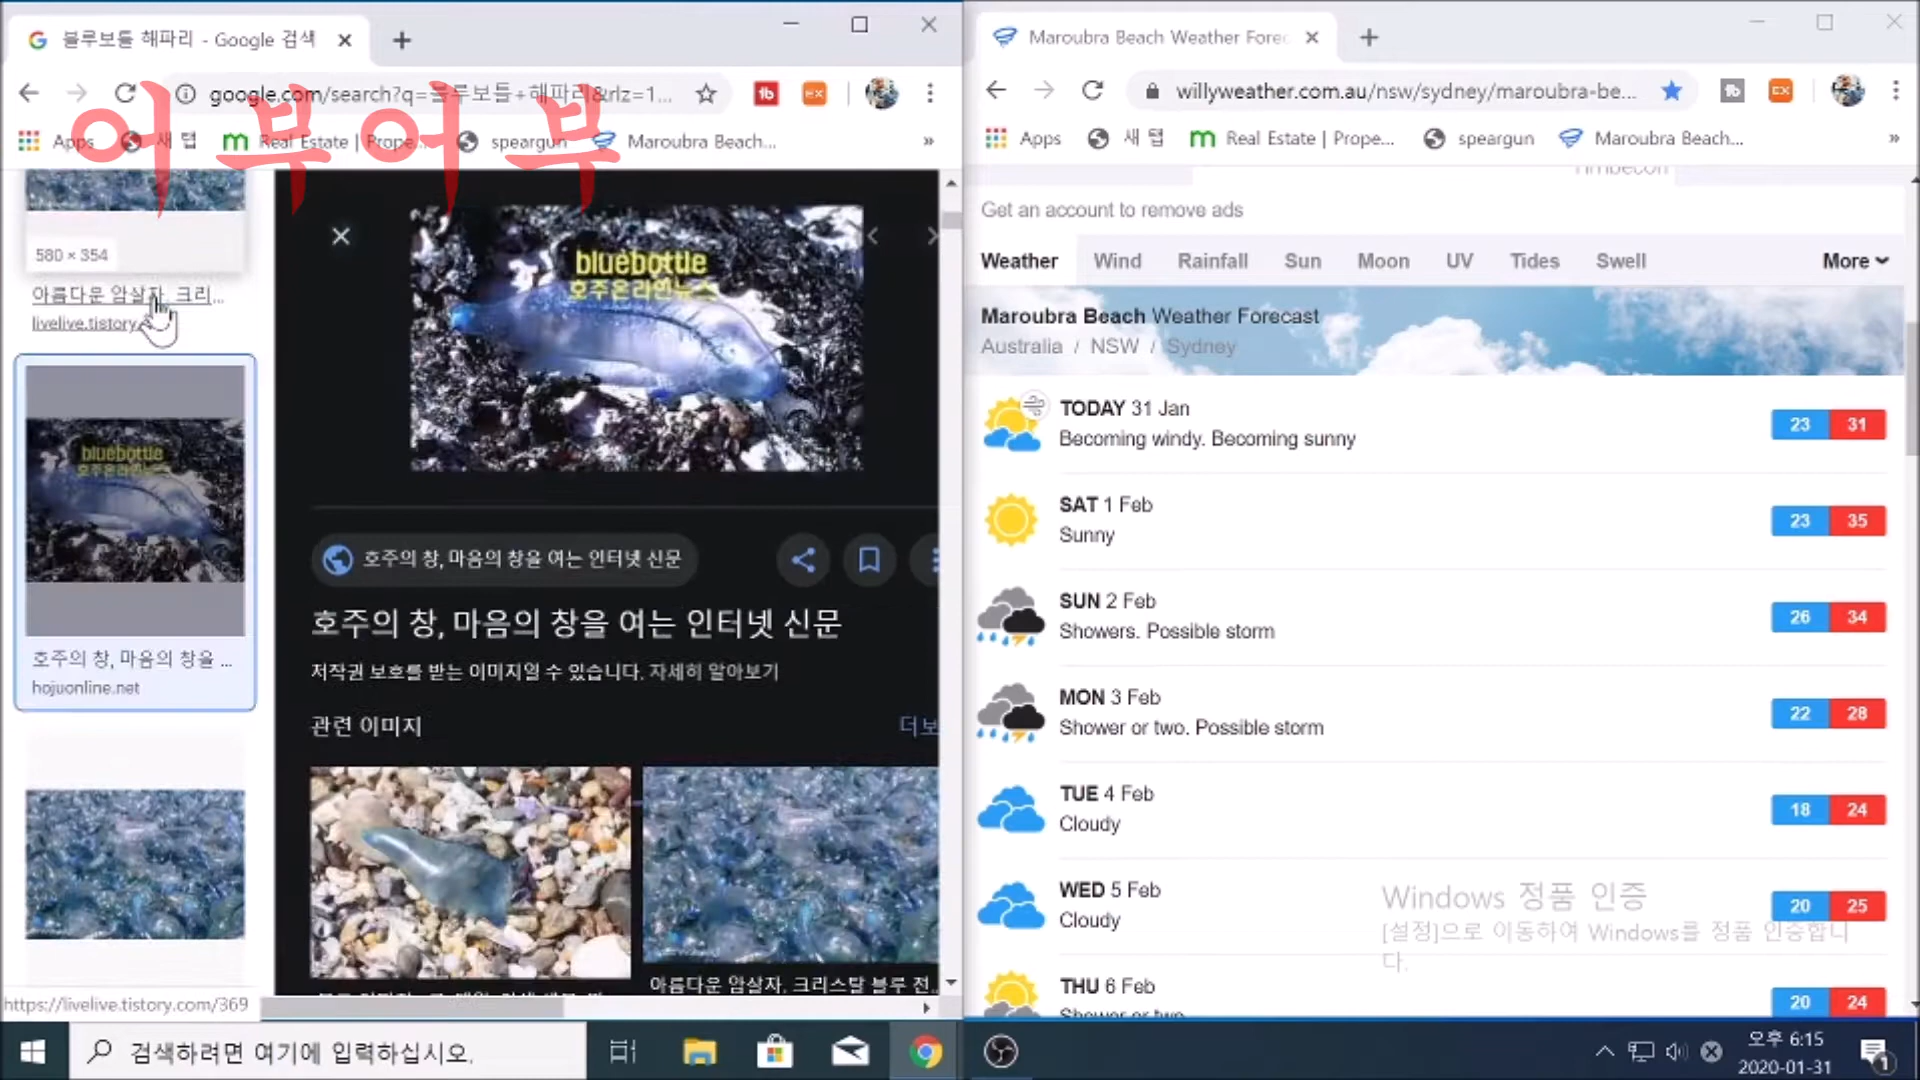 블루보틀 해파리 - Google 검색
google.com/search?q=블루보틀+해파리&rlz=1...
어부어부
Apps
새 탭
Real Estate | Prope...
speargun
Maroubra Beach...
»
580 × 354
아름다운 암살자, 크리...
livelive.tistory.
bluebottle
호주온라인뉴스
호주의 창, 마음의 창을 ...
hojuonline.net
bluebottle
호주온라인뉴스
호주의 창, 마음의 창을 여는 인터넷 신문
호주의 창, 마음의 창을 여는 인터넷 신문
저작권 보호를 받는 이미지일 수 있습니다. 자세히 알아보기
관련 이미지
더보
아름다운 암살자, 크리스탈 블루 전...
https://livelive.tistory.com/369
Maroubra Beach Weather Forec
willyweather.com.au/nsw/sydney/maroubra-be...
Apps
새 탭
Real Estate | Prope...
speargun
Maroubra Beach...
»
Get an account to remove ads
Weather Wind Rainfall Sun Moon UV Tides Swell More
Maroubra Beach Weather Forecast
Australia / NSW / Sydney
TODAY 31 Jan
Becoming windy. Becoming sunny
23 31
SAT 1 Feb
Sunny
23 35
SUN 2 Feb
Showers. Possible storm
26 34
MON 3 Feb
Shower or two. Possible storm
22 28
TUE 4 Feb
Cloudy
18 24
WED 5 Feb
Cloudy
20 25
THU 6 Feb
Shower or two
20 24
Windows 정품 인증
[설정]으로 이동하여 Windows를 정품 인증합니
다.
검색하려면 여기에 입력하십시오.
오후 6:15
2020-01-31
1